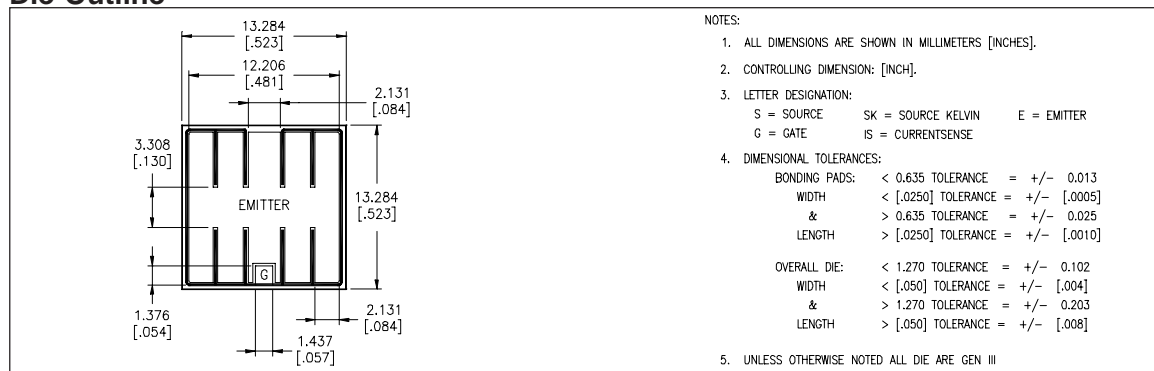 Die Outline
13.284
[.523]
12.206
[.481]
2.131
[.084]
3.308
[.130]
EMITTER
13.284
[.523]
G
1.376
[.054]
2.131
[.084]
1.437
[.057]
NOTES:
1. ALL DIMENSIONS ARE SHOWN IN MILLIMETERS [INCHES].
2. CONTROLLING DIMENSION: [INCH].
3. LETTER DESIGNATION:
S = SOURCE SK = SOURCE KELVIN E = EMITTER
G = GATE IS = CURRENTSENSE
4. DIMENSIONAL TOLERANCES:
BONDING PADS: < 0.635 TOLERANCE = +/- 0.013
WIDTH < [.0250] TOLERANCE = +/- [.0005]
& > 0.635 TOLERANCE = +/- 0.025
LENGTH > [.0250] TOLERANCE = +/- [.0010]
OVERALL DIE: < 1.270 TOLERANCE = +/- 0.102
WIDTH < [.050] TOLERANCE = +/- [.004]
& > 1.270 TOLERANCE = +/- 0.203
LENGTH > [.050] TOLERANCE = +/- [.008]
5. UNLESS OTHERWISE NOTED ALL DIE ARE GEN III